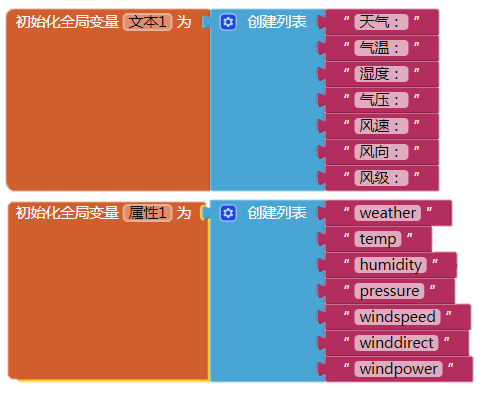 初始化全局变量 文本1 为 创建列表 " 天气： "
" 气温： "
" 湿度： "
" 气压： "
" 风速： "
" 风向： "
" 风级： "
初始化全局变量 属性1 为 创建列表 " weather "
" temp "
" humidity "
" pressure "
" windspeed "
" winddirect "
" windpower "